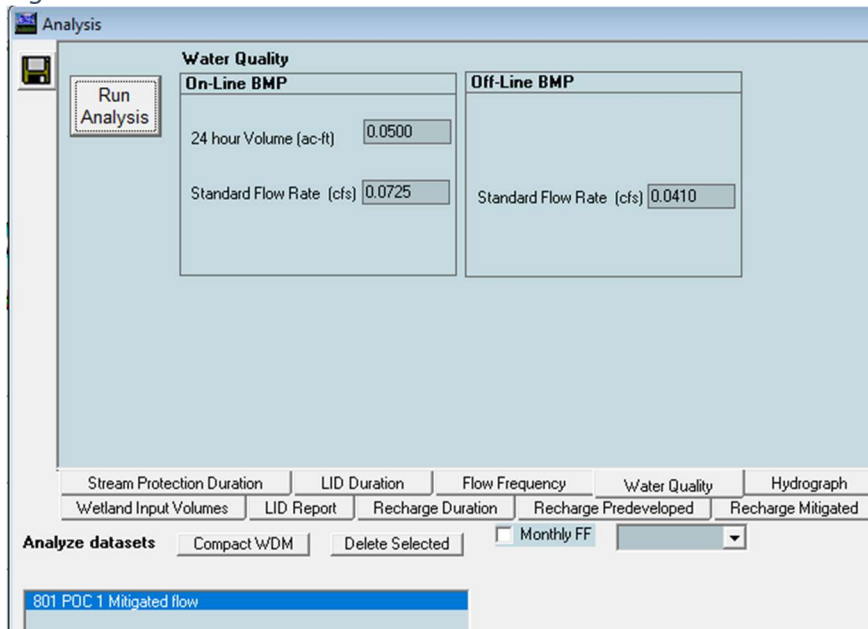 Analysis
Water Quality
Run
Analysis
On-Line BMP
24 hour Volume (ac-ft) 0.0500
Standard Flow Rate (cfs) 0.0725
Off-Line BMP
Standard Flow Rate (cfs) 0.0410
Stream Protection Duration LID Duration Flow Frequency Water Quality Hydrograph
Wetland Input Volumes LID Report Recharge Duration Recharge Predeveloped Recharge Mitigated
Analyze datasets Compact WDM Delete Selected Monthly FF
801 POC 1 Mitigated flow